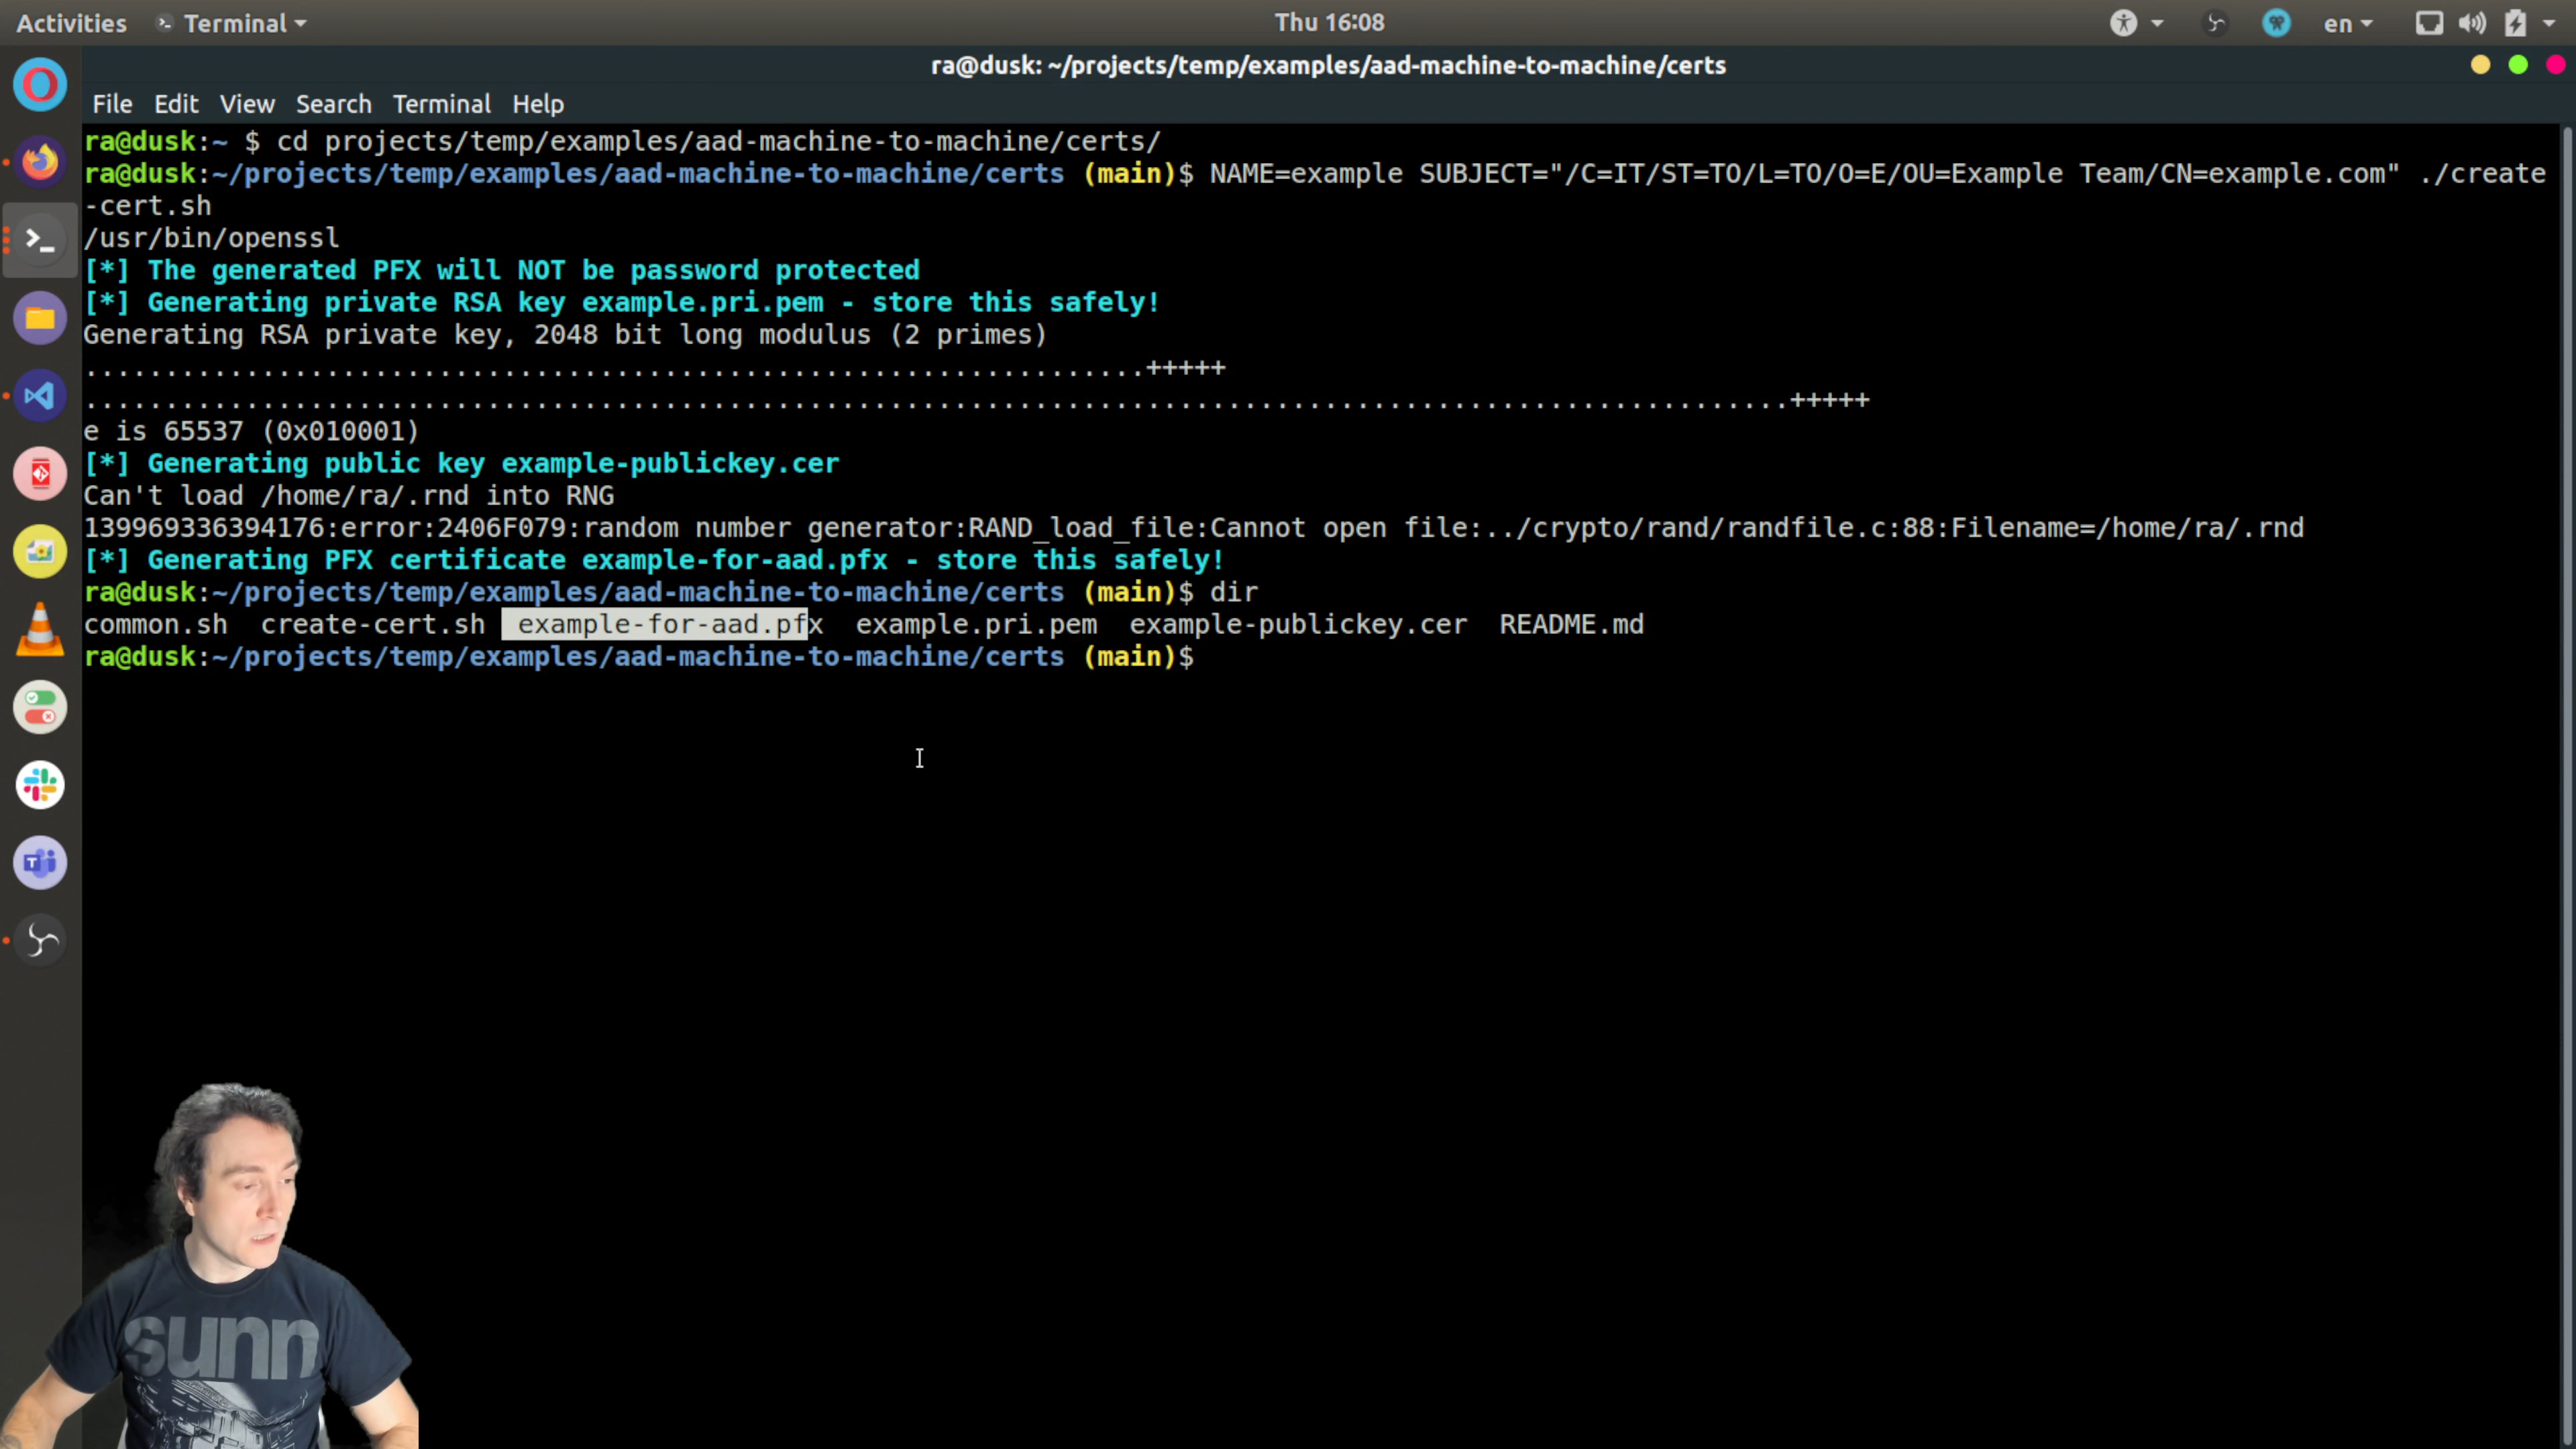 Activities Terminal Thu 16:08 en
ra@dusk: ~/projects/temp/examples/aad-machine-to-machine/certs
File Edit View Search Terminal Help
ra@dusk:~ $ cd projects/temp/examples/aad-machine-to-machine/certs/
ra@dusk:~/projects/temp/examples/aad-machine-to-machine/certs (main)$ NAME=example SUBJECT="/C=IT/ST=TO/L=TO/O=E/OU=Example Team/CN=example.com" ./create
-cert.sh
/usr/bin/openssl
[*] The generated PFX will NOT be password protected
[*] Generating private RSA key example.pri.pem - store this safely!
Generating RSA private key, 2048 bit long modulus (2 primes)
..................................................................+++++
..........................................................................................................+++++
e is 65537 (0x010001)
[*] Generating public key example-publickey.cer
Can't load /home/ra/.rnd into RNG
139969336394176:error:2406F079:random number generator:RAND_load_file:Cannot open file:../crypto/rand/randfile.c:88:Filename=/home/ra/.rnd
[*] Generating PFX certificate example-for-aad.pfx - store this safely!
ra@dusk:~/projects/temp/examples/aad-machine-to-machine/certs (main)$ dir
common.sh  create-cert.sh  example-for-aad.pfx  example.pri.pem  example-publickey.cer  README.md
ra@dusk:~/projects/temp/examples/aad-machine-to-machine/certs (main)$
sunn